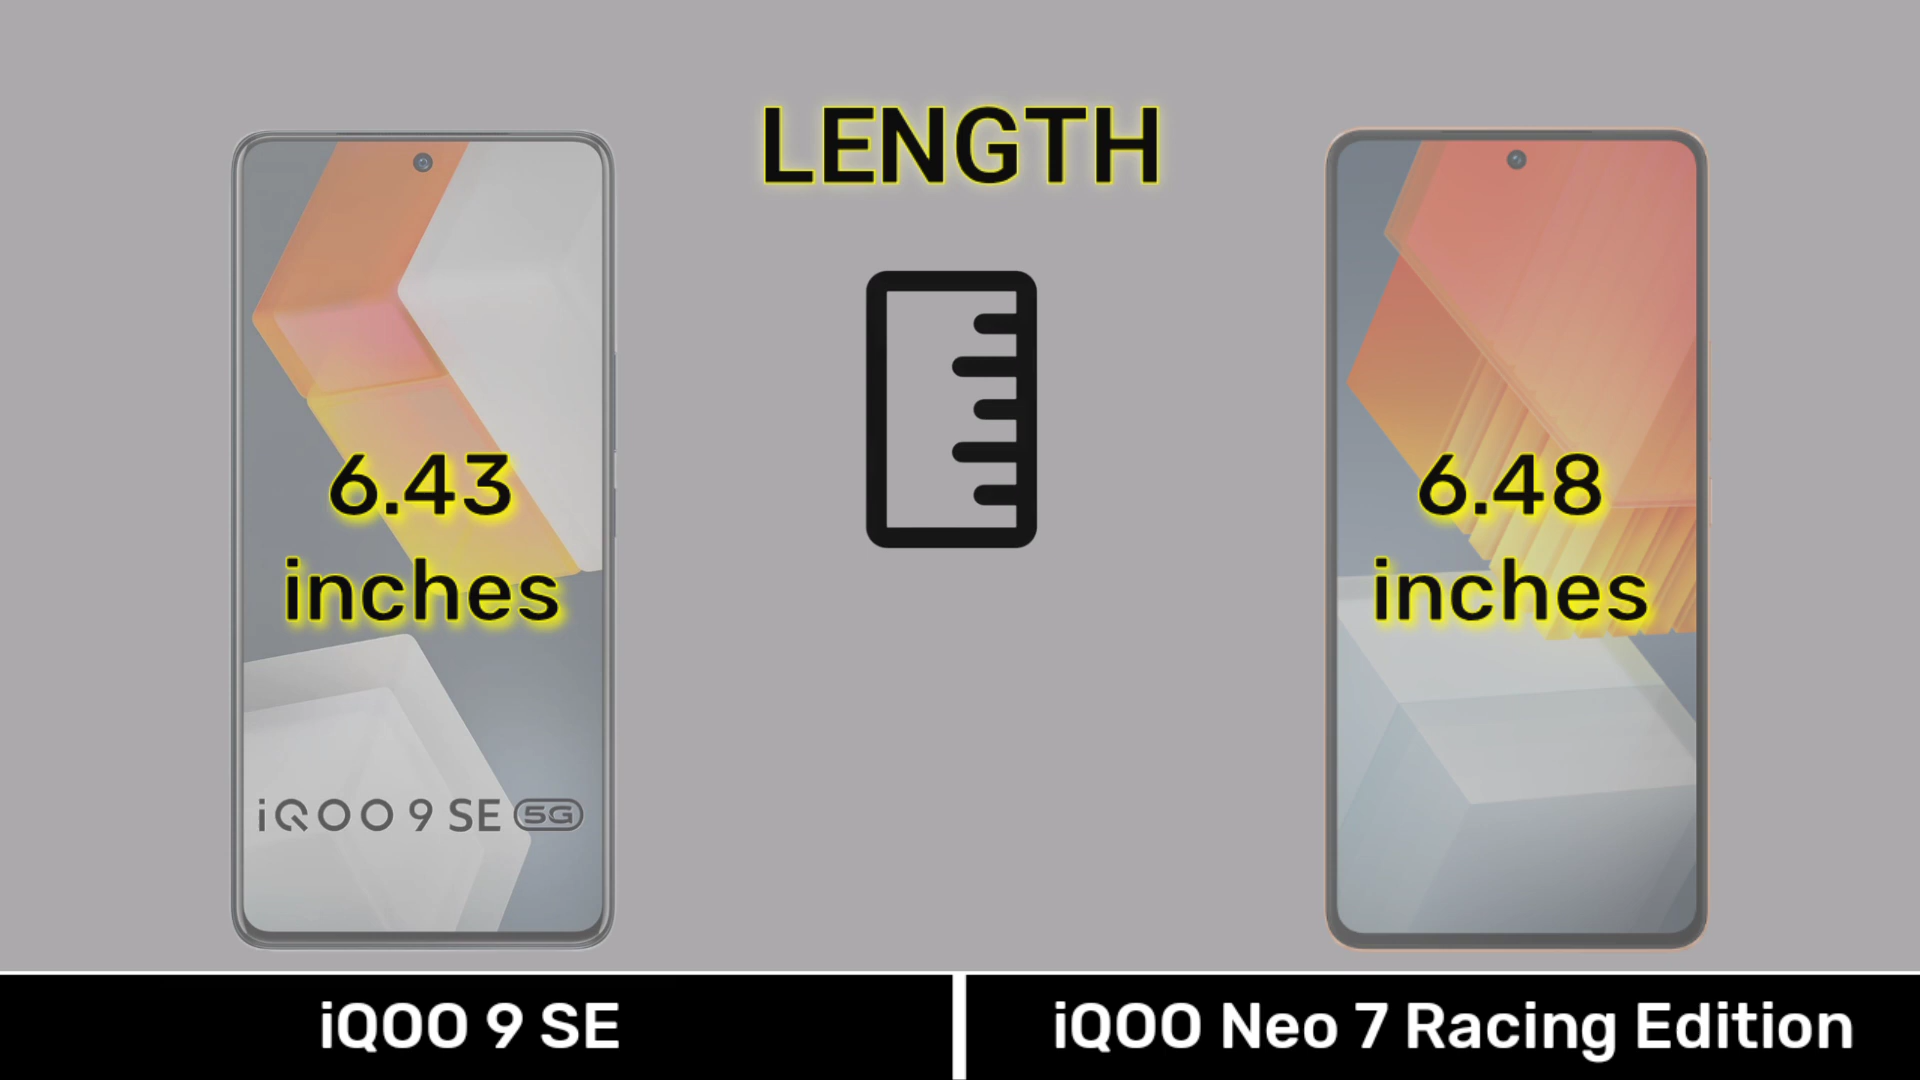 LENGTH
6.43
inches
6.48
inches
iQOO 9 SE 5G
iQOO 9 SE
iQOO Neo 7 Racing Edition